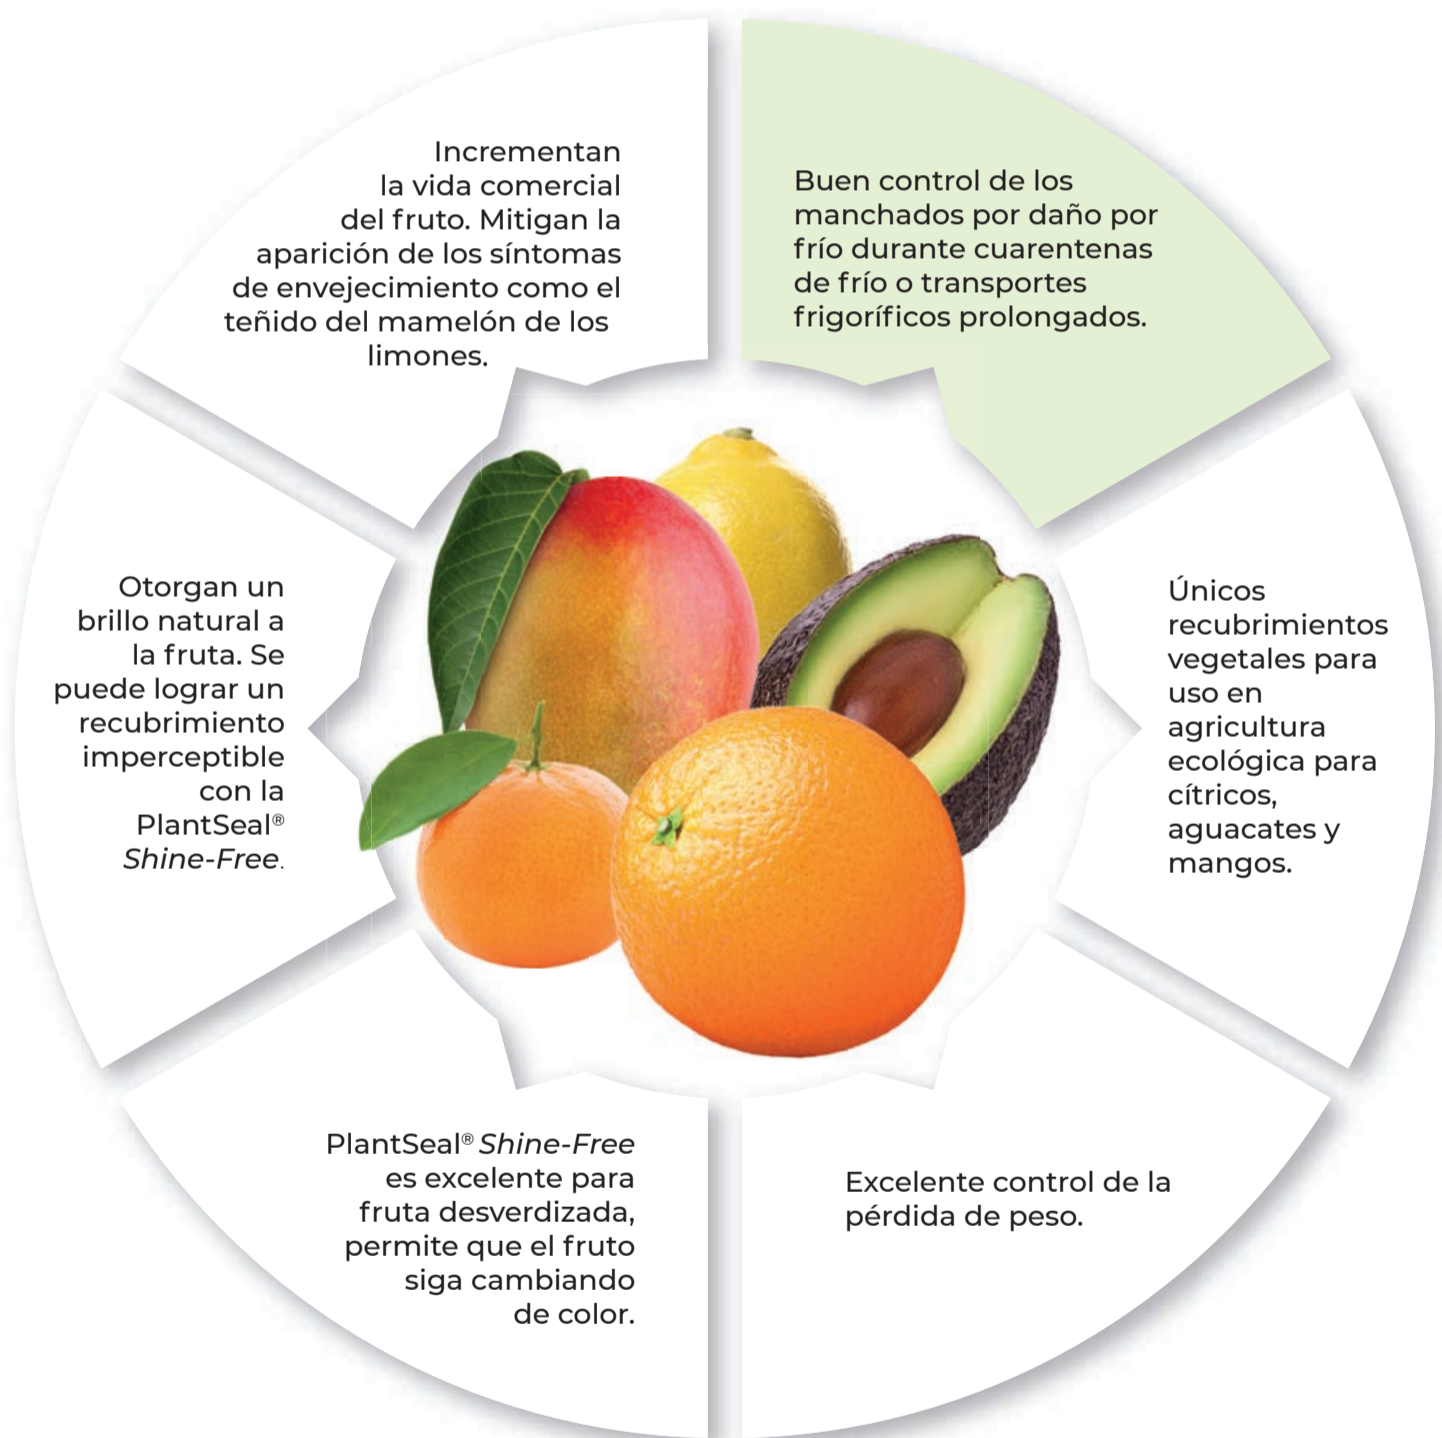 Incrementan
la vida comercial
del fruto. Mitigan la
aparición de los síntomas
de envejecimiento como el
teñido del mamelón de los
limones.
Buen control de los
manchados por daño por
frío durante cuarentenas
de frío o transportes
frigoríficos prolongados.
Otorgan un
brillo natural a
la fruta. Se
puede lograr un
recubrimiento
imperceptible
con la
PlantSeal®
Shine-Free.
Únicos
recubrimientos
vegetales para
uso en
agricultura
ecológica para
cítricos,
aguacates y
mangos.
PlantSeal® Shine-Free
es excelente para
fruta desverdizada,
permite que el fruto
siga cambiando
de color.
Excelente control de la
pérdida de peso.